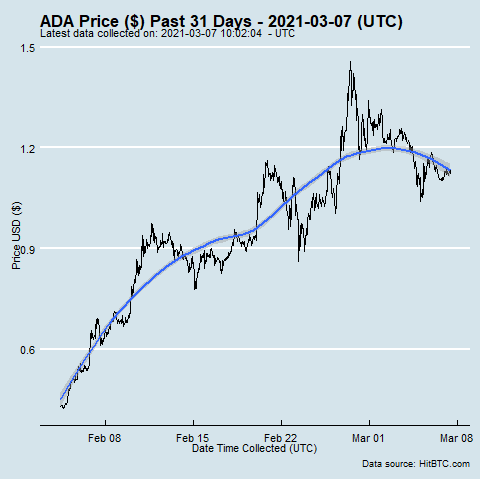 ADA Price ($) Past 31 Days - 2021-03-07 (UTC)
Latest data collected on: 2021-03-07 10:02:04 - UTC
1.5
1.2
0.9
0.6
Price USD ($)
Feb 08 Feb 15 Feb 22 Mar 01 Mar 08
Date Time Collected (UTC)
Data source: HitBTC.com